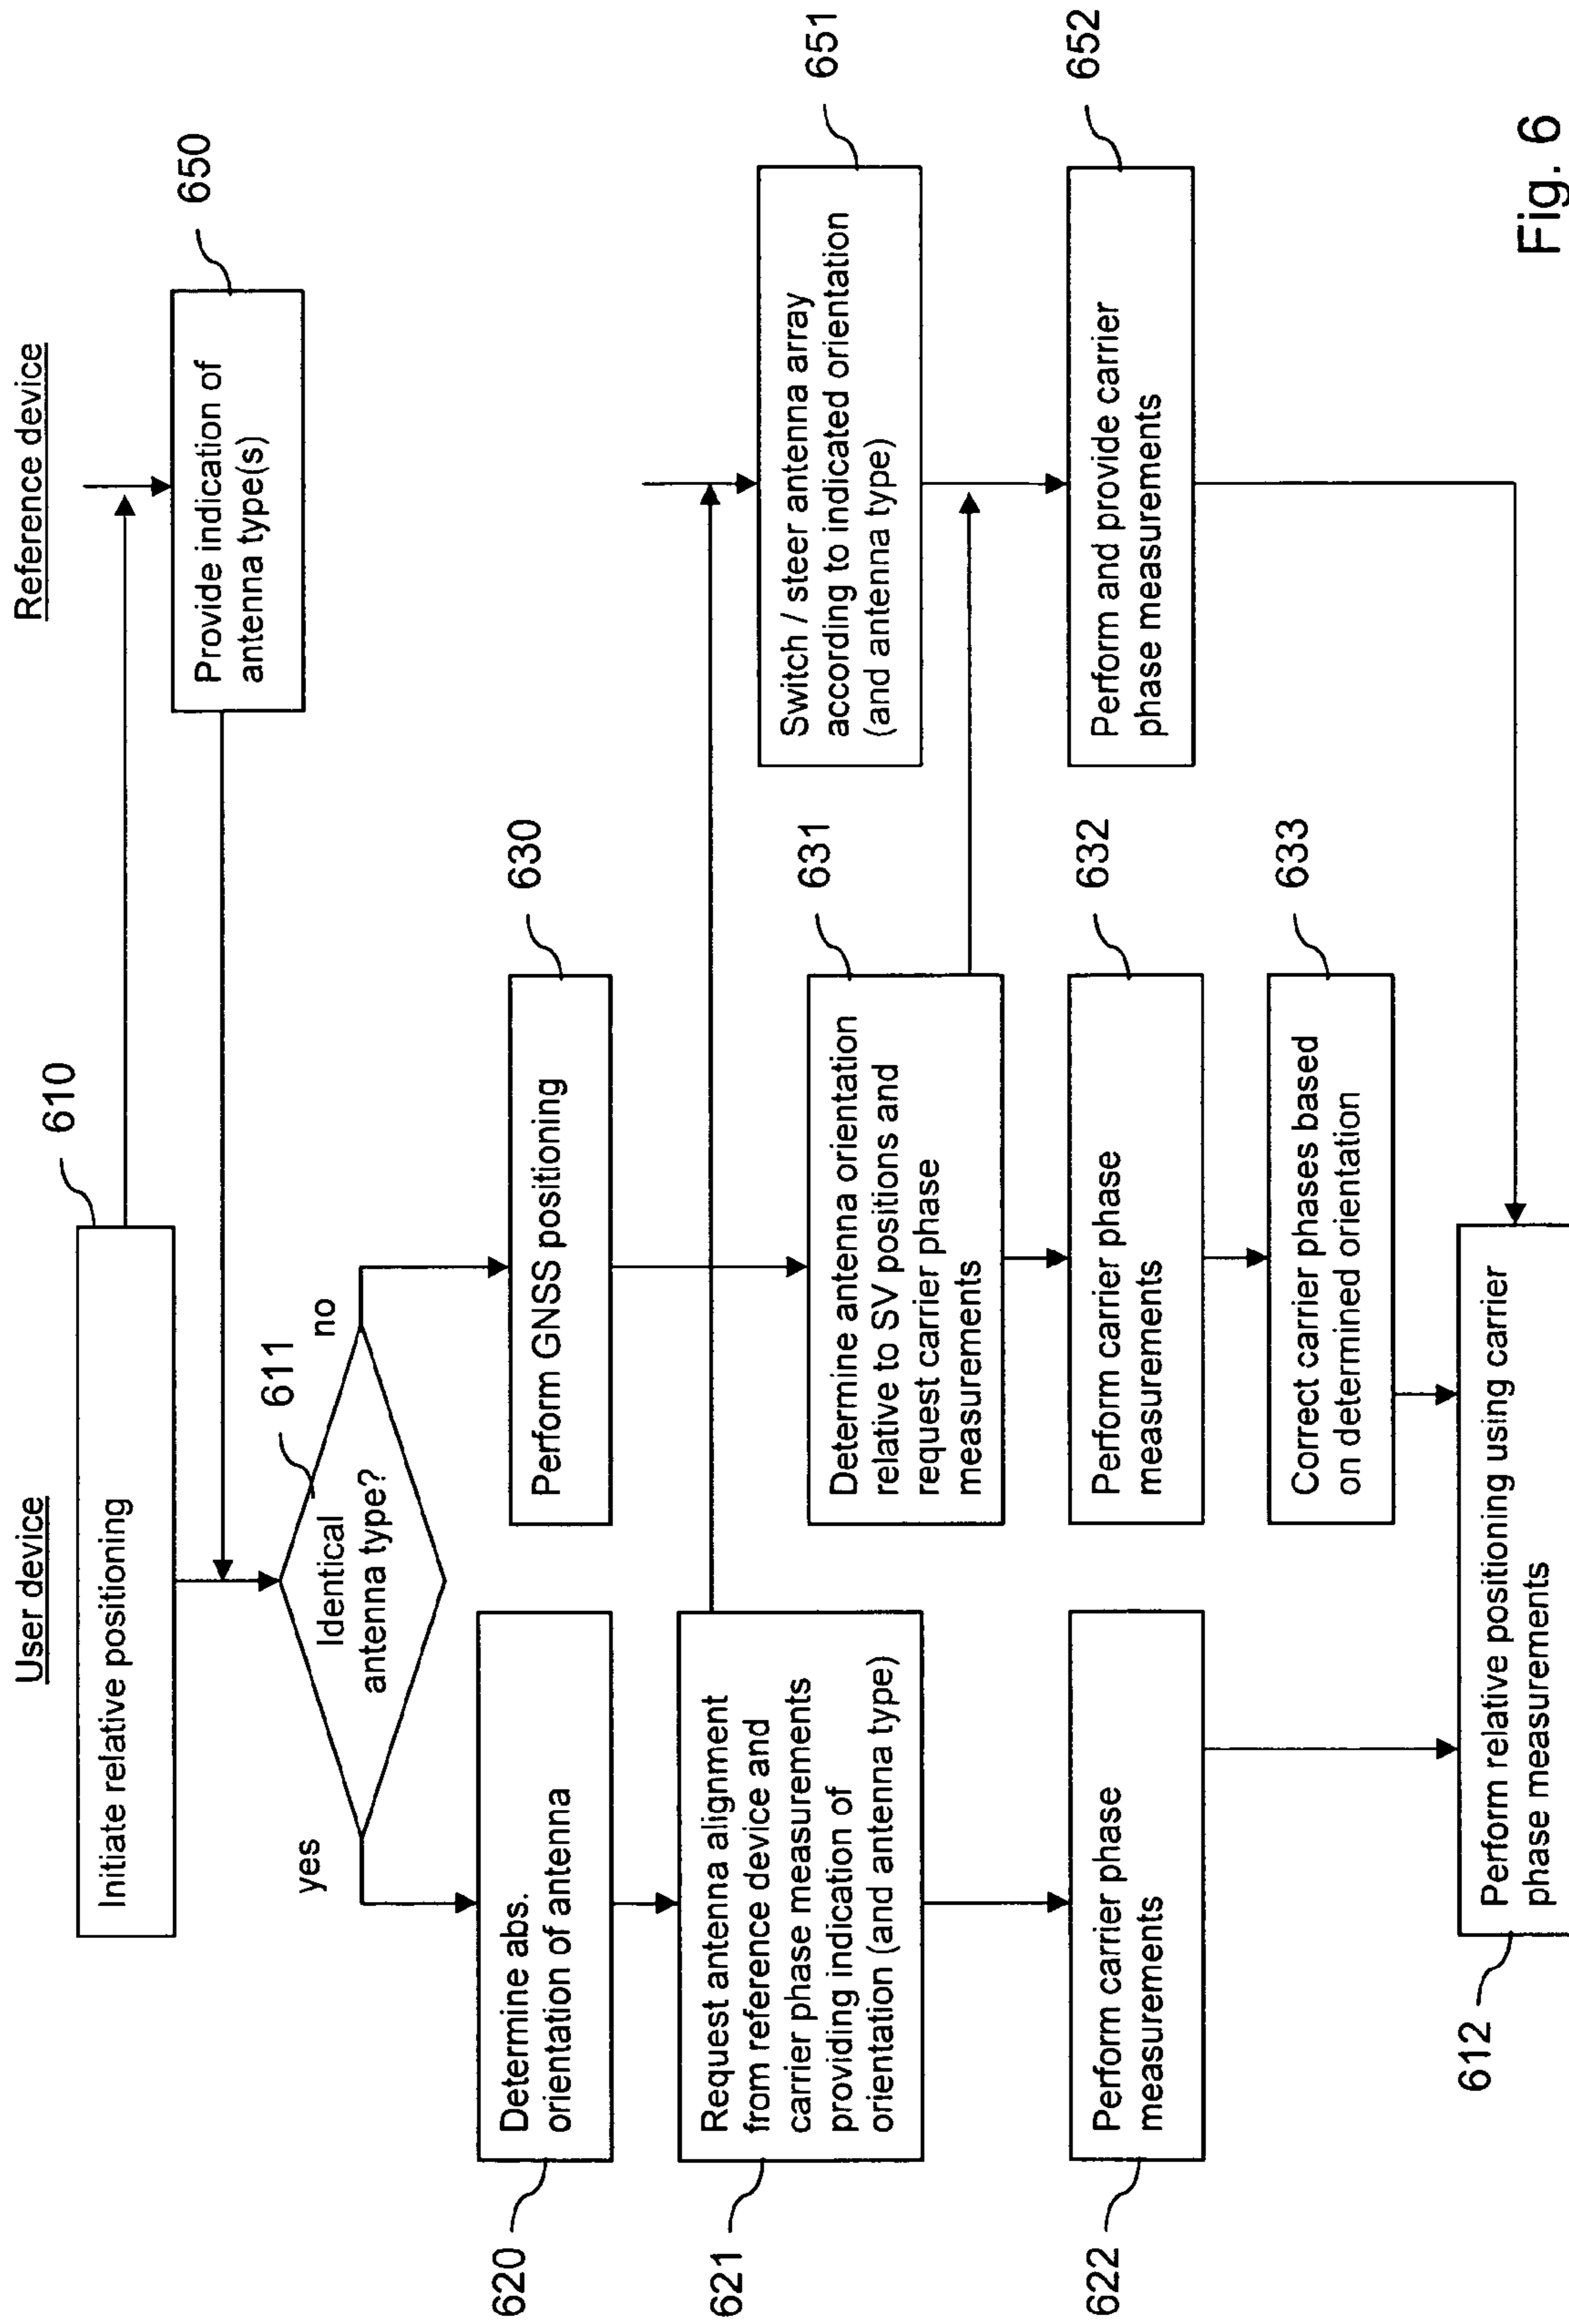 User device
Reference device
610
Initiate relative positioning
650
Provide indication of
antenna type(s)
611
Identical
antenna type?
yes
no
620
Determine abs.
orientation of antenna
630
Perform GNSS positioning
621
Request antenna alignment
from reference device and
carrier phase measurements
providing indication of
orientation (and antenna type)
631
Determine antenna orientation
relative to SV positions and
request carrier phase
measurements
651
Switch / steer antenna array
according to indicated orientation
(and antenna type)
622
Perform carrier phase
measurements
632
Perform carrier phase
measurements
652
Perform and provide carrier
phase measurements
633
Correct carrier phases based
on determined orientation
612
Perform relative positioning using carrier
phase measurements
Fig. 6